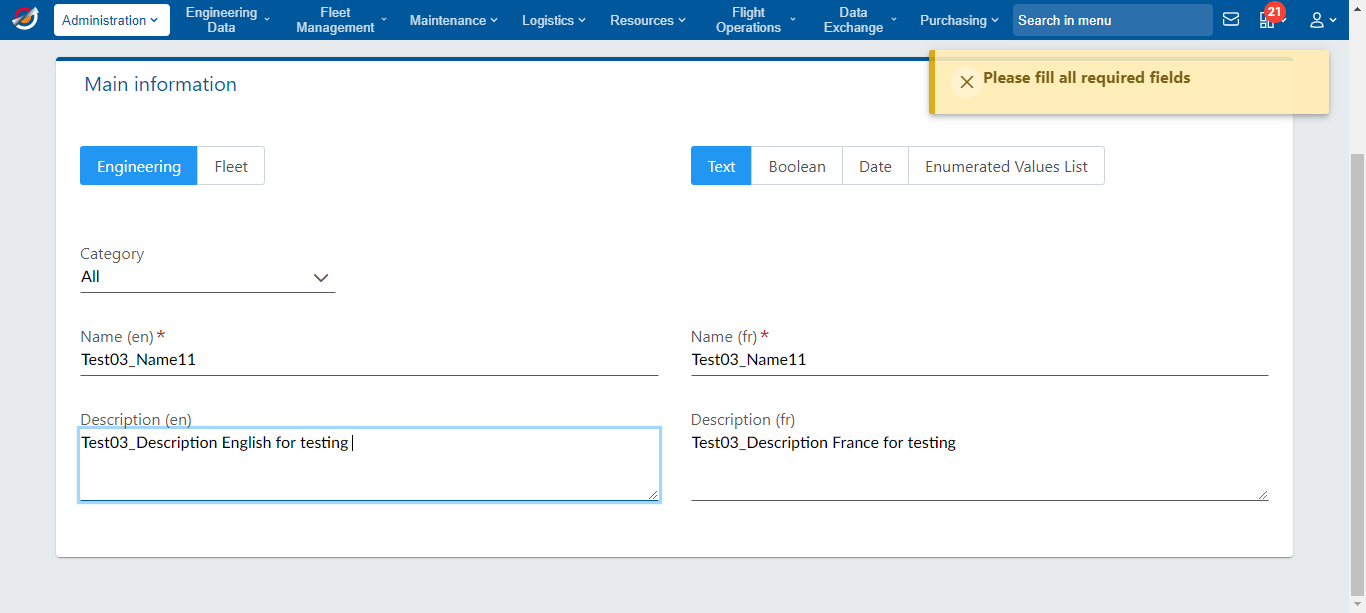 Administration
Engineering
Data
Fleet
Management
Maintenance
Logistics
Resources
Flight
Operations
Data
Exchange
Purchasing
Search in menu
21
Please fill all required fields
Main information
Engineering
Fleet
Text
Boolean
Date
Enumerated Values List
Category
All
Name (en) *
Test03_Name11
Name (fr) *
Test03_Name11
Description (en)
Test03_Description English for testing
Description (fr)
Test03_Description France for testing